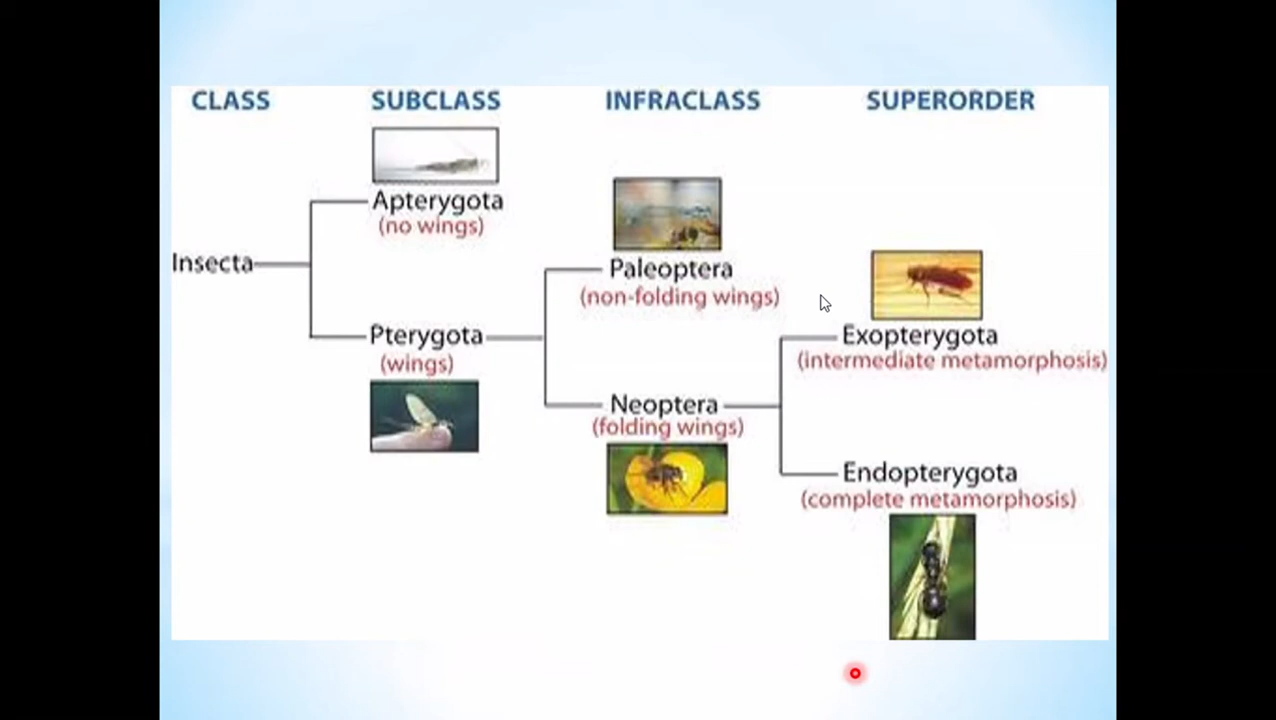 CLASS
SUBCLASS
INFRACLASS
SUPERORDER
Apterygota
(no wings)
Insecta
Paleoptera
(non-folding wings)
Pterygota
(wings)
Exopterygota
(intermediate metamorphosis)
Neoptera
(folding wings)
Endopterygota
(complete metamorphosis)